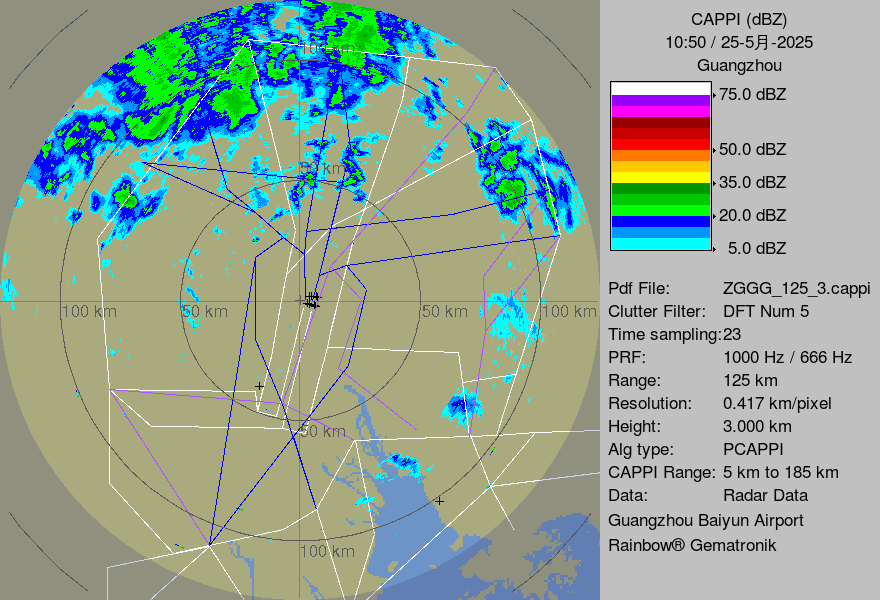 CAPPI (dBZ)
10:50 / 25-5月-2025
Guangzhou
75.0 dBZ
50.0 dBZ
35.0 dBZ
20.0 dBZ
5.0 dBZ
Pdf File: ZGGG_125_3.cappi
Clutter Filter: DFT Num 5
Time sampling:23
PRF: 1000 Hz / 666 Hz
Range: 125 km
Resolution: 0.417 km/pixel
Height: 3.000 km
Alg type: PCAPPI
CAPPI Range: 5 km to 185 km
Data: Radar Data
Guangzhou Baiyun Airport
Rainbow® Gematronik
100 km
50 km
100 km
50 km
50 km
100 km
50 km
100 km